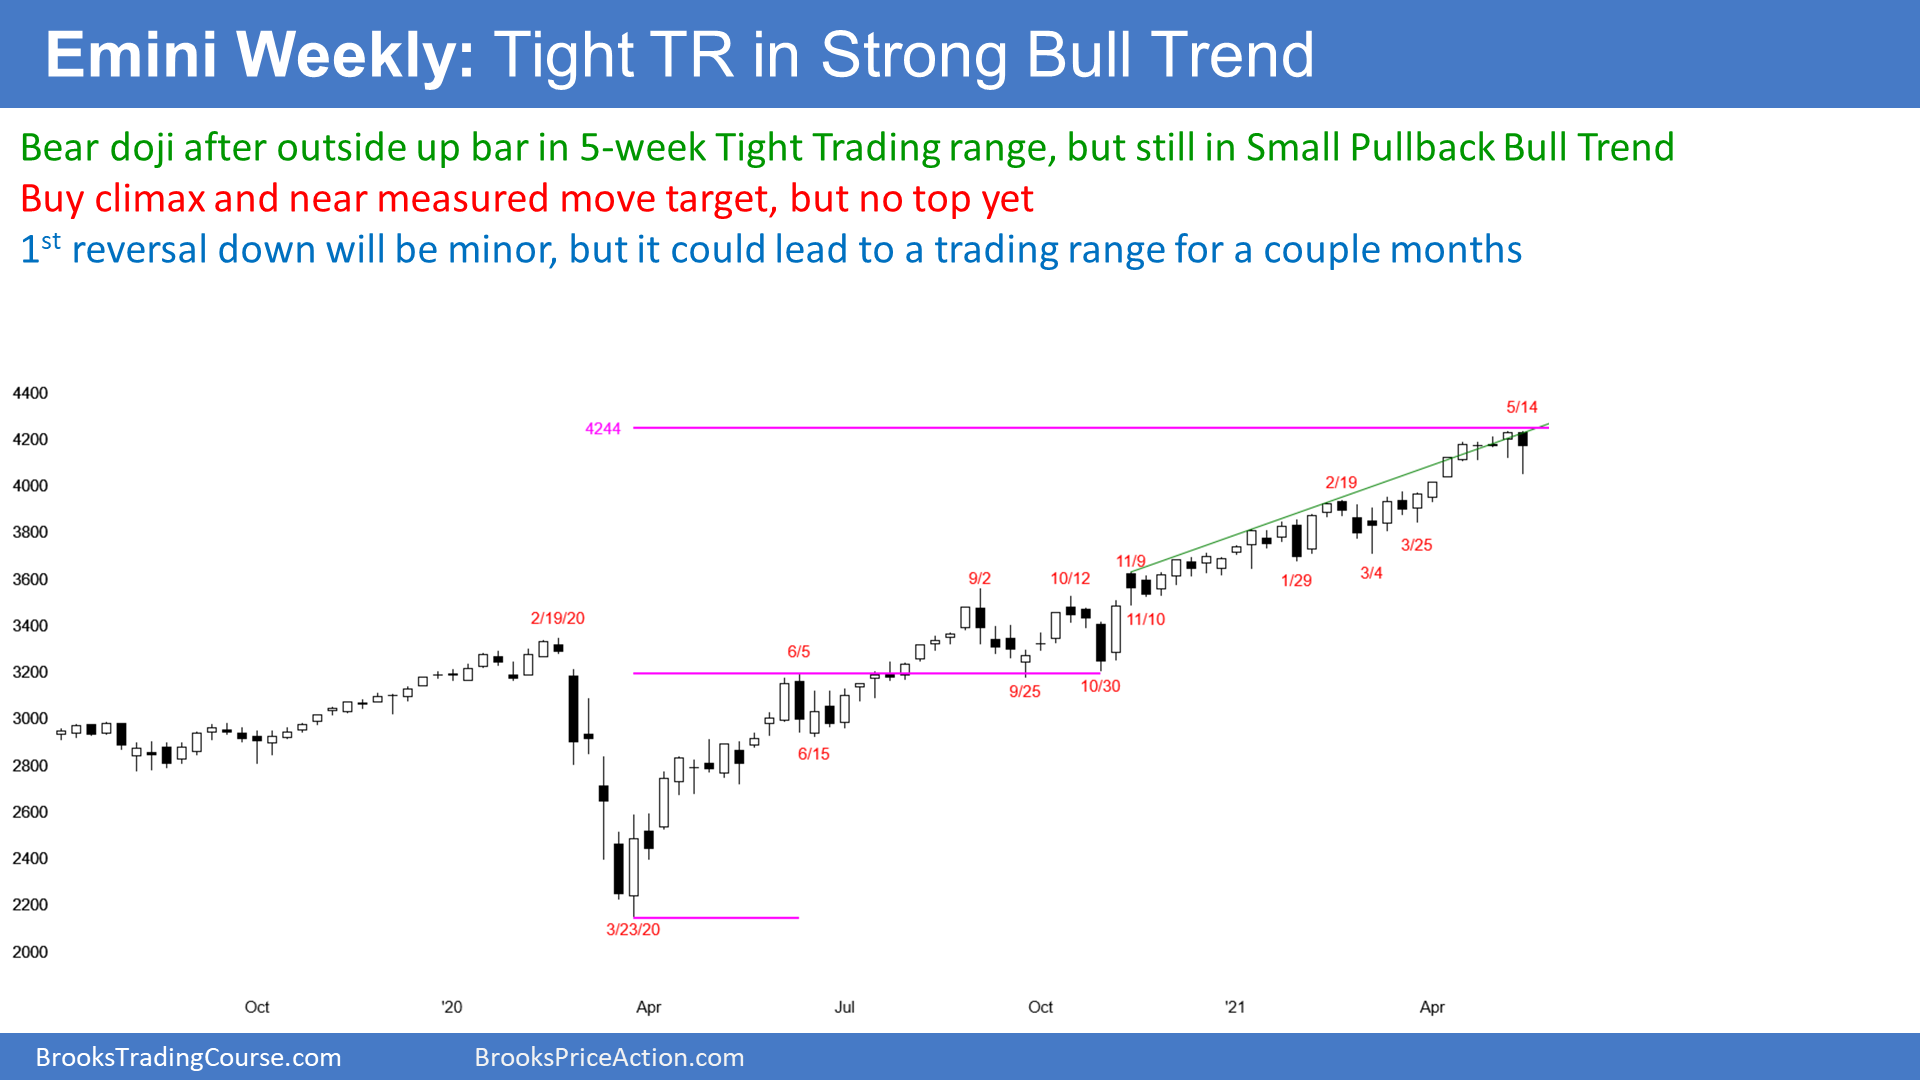 Emini Weekly: Tight TR in Strong Bull Trend
Bear doji after outside up bar in 5-week Tight Trading range, but still in Small Pullback Bull Trend
Buy climax and near measured move target, but no top yet
1st reversal down will be minor, but it could lead to a trading range for a couple months
4400
5/14
4244
4200
2/19
4000
3800
3/25
11/9
3/4
3600
9/2
10/12
1/29
2/19/20
11/10
3400
6/5
3200
10/30
9/25
3000
6/15
2800
2600
2400
2200
3/23/20
2000
Oct
'20
Apr
Jul
Oct
'21
Apr
BrooksTradingCourse.com
BrooksPriceAction.com